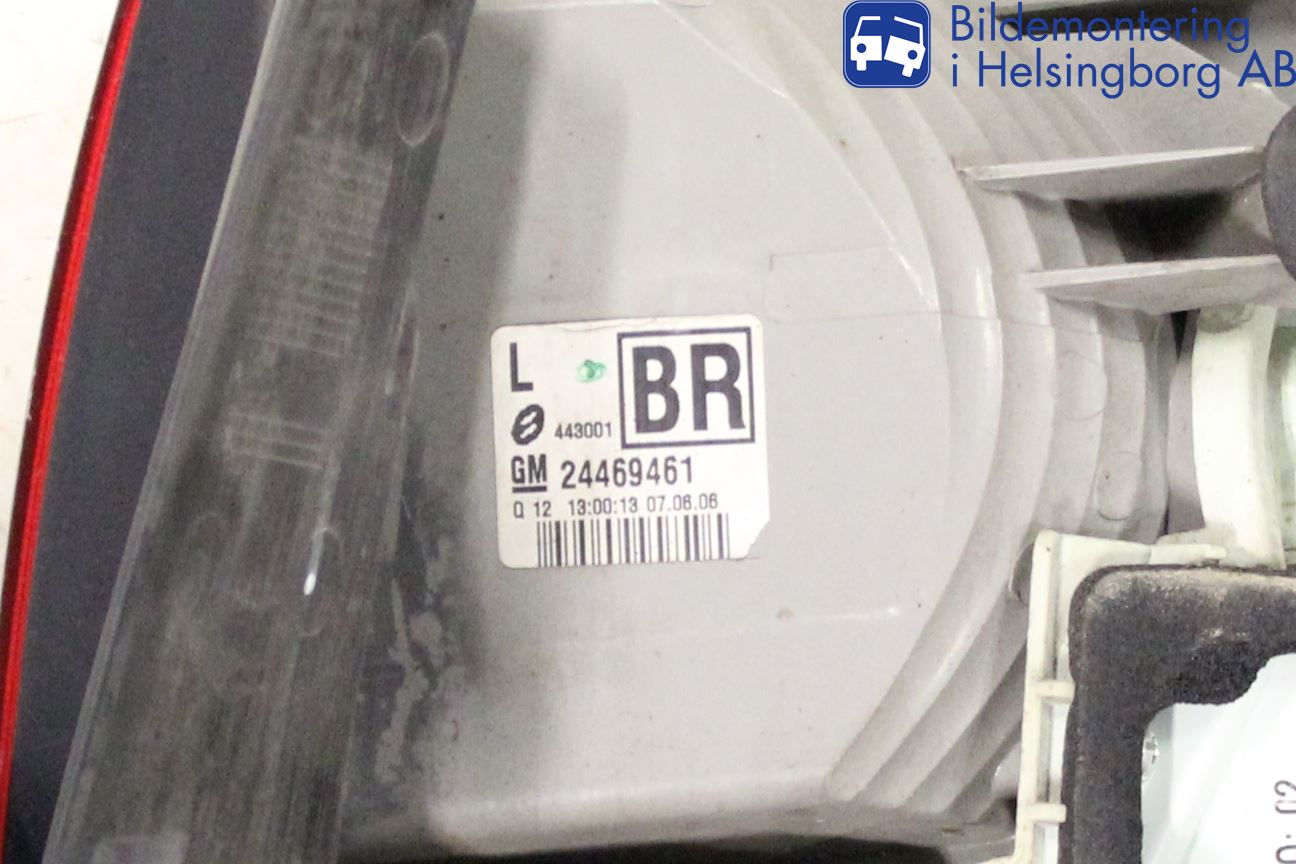 Bildemontering
i Helsingborg AB
L
BR
443001
GM 24469461
Q 12 13:00:13 07.06.06